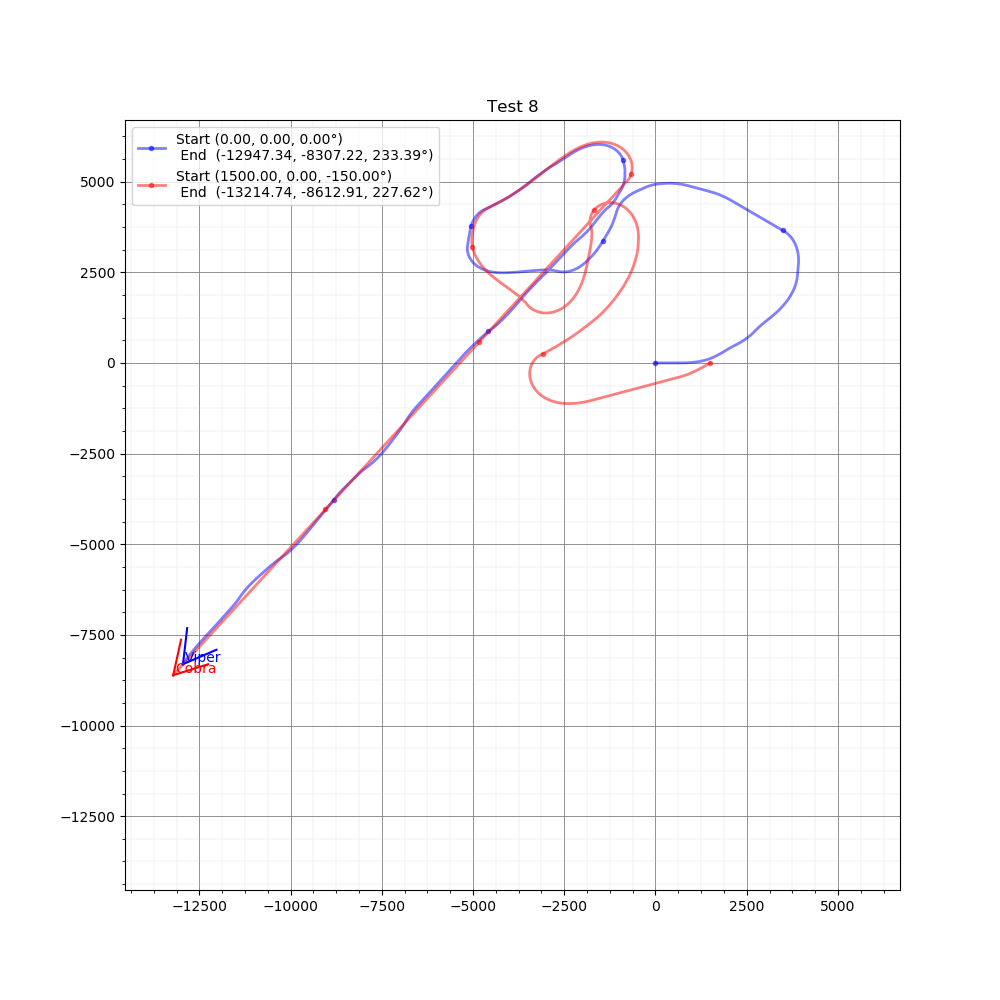 Test 8
Start (0.00, 0.00, 0.00°)
End (-12947.34, -8307.22, 233.39°)
Start (1500.00, 0.00, -150.00°)
End (-13214.74, -8612.91, 227.62°)
5000
2500
0
−2500
−5000
−7500
−10000
−12500
Viper
Cobra
−12500 −10000 −7500 −5000 −2500 0 2500 5000